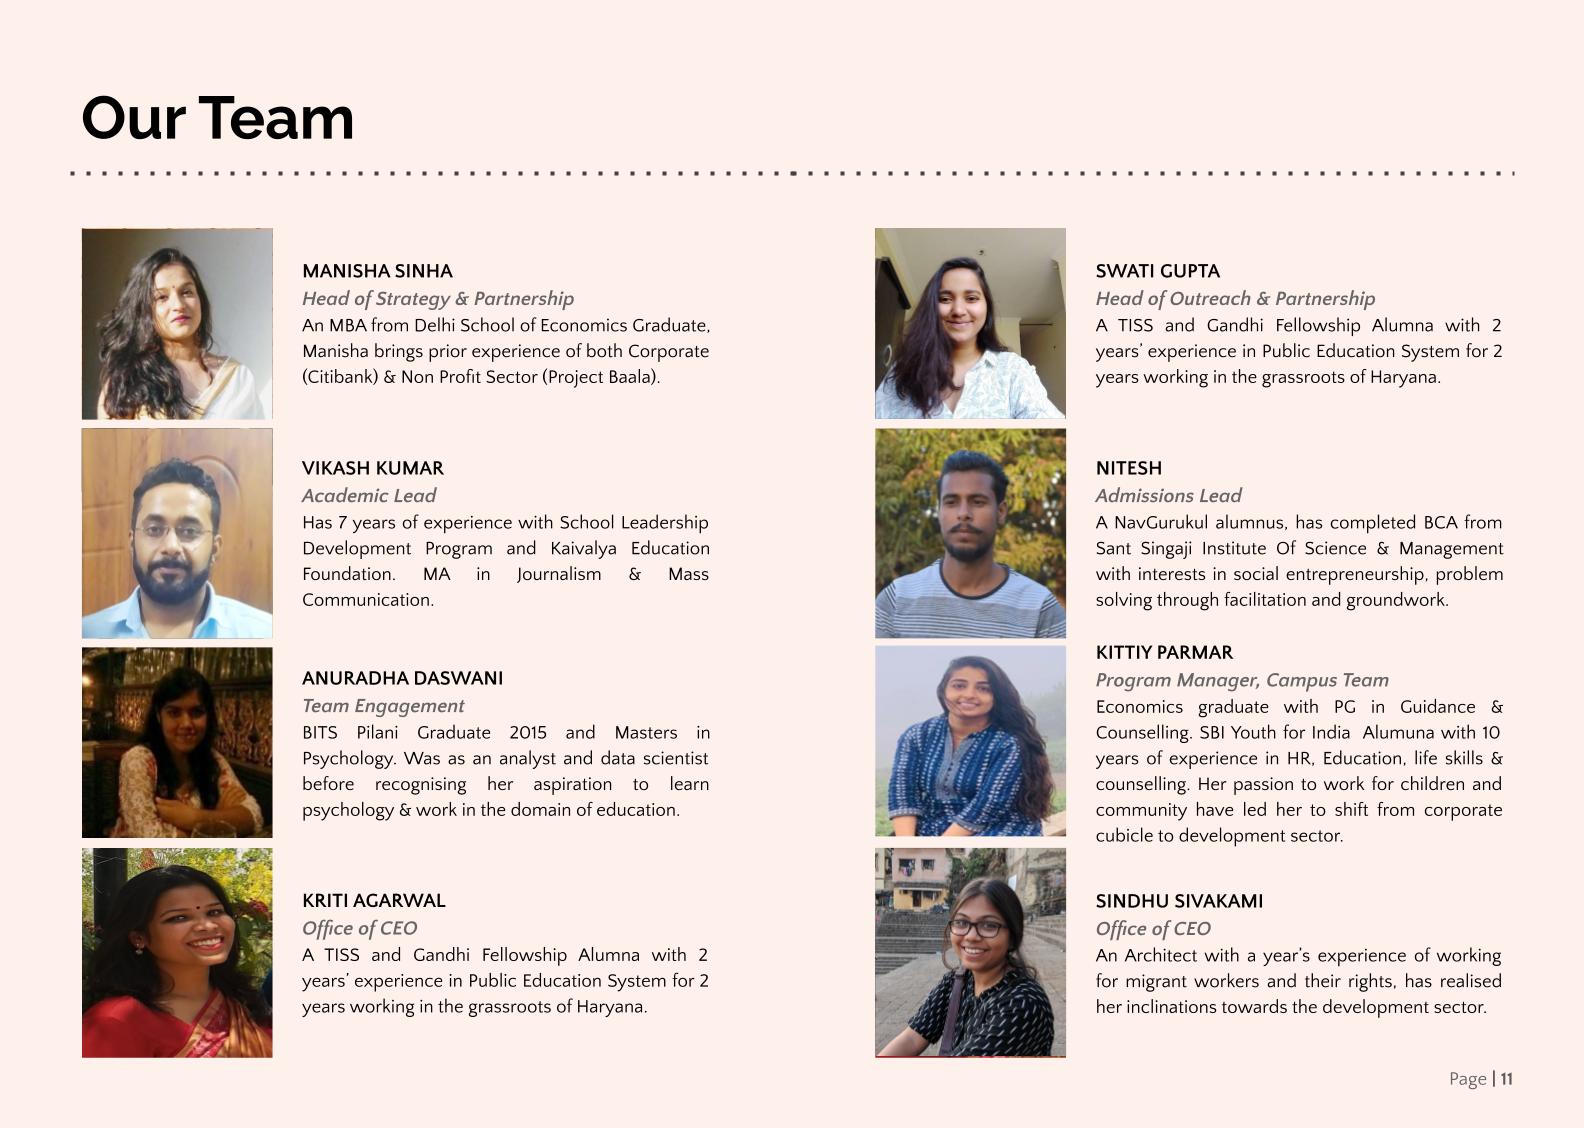 Our Team
MANISHA SINHA
Head of Strategy & Partnership
An MBA from Delhi School of Economics Graduate,
Manisha brings prior experience of both Corporate
(Citibank) & Non Profit Sector (Project Baala).
VIKASH KUMAR
Academic Lead
Has 7 years of experience with School Leadership
Development Program and Kaivalya Education
Foundation. MA in Journalism & Mass
Communication.
ANURADHA DASWANI
Team Engagement
BITS Pilani Graduate 2015 and Masters in
Psychology. Was as an analyst and data scientist
before recognising her aspiration to learn
psychology & work in the domain of education.
KRITI AGARWAL
Office of CEO
A TISS and Gandhi Fellowship Alumna with 2
years’ experience in Public Education System for 2
years working in the grassroots of Haryana.
SWATI GUPTA
Head of Outreach & Partnership
A TISS and Gandhi Fellowship Alumna with 2
years’ experience in Public Education System for 2
years working in the grassroots of Haryana.
NITESH
Admissions Lead
A NavGurukul alumnus, has completed BCA from
Sant Singaji Institute Of Science & Management
with interests in social entrepreneurship, problem
solving through facilitation and groundwork.
KITTIY PARMAR
Program Manager, Campus Team
Economics graduate with PG in Guidance &
Counselling. SBI Youth for India Alumuna with 10
years of experience in HR, Education, life skills &
counselling. Her passion to work for children and
community have led her to shift from corporate
cubicle to development sector.
SINDHU SIVAKAMI
Office of CEO
An Architect with a year’s experience of working
for migrant workers and their rights, has realised
her inclinations towards the development sector.
Page | 11